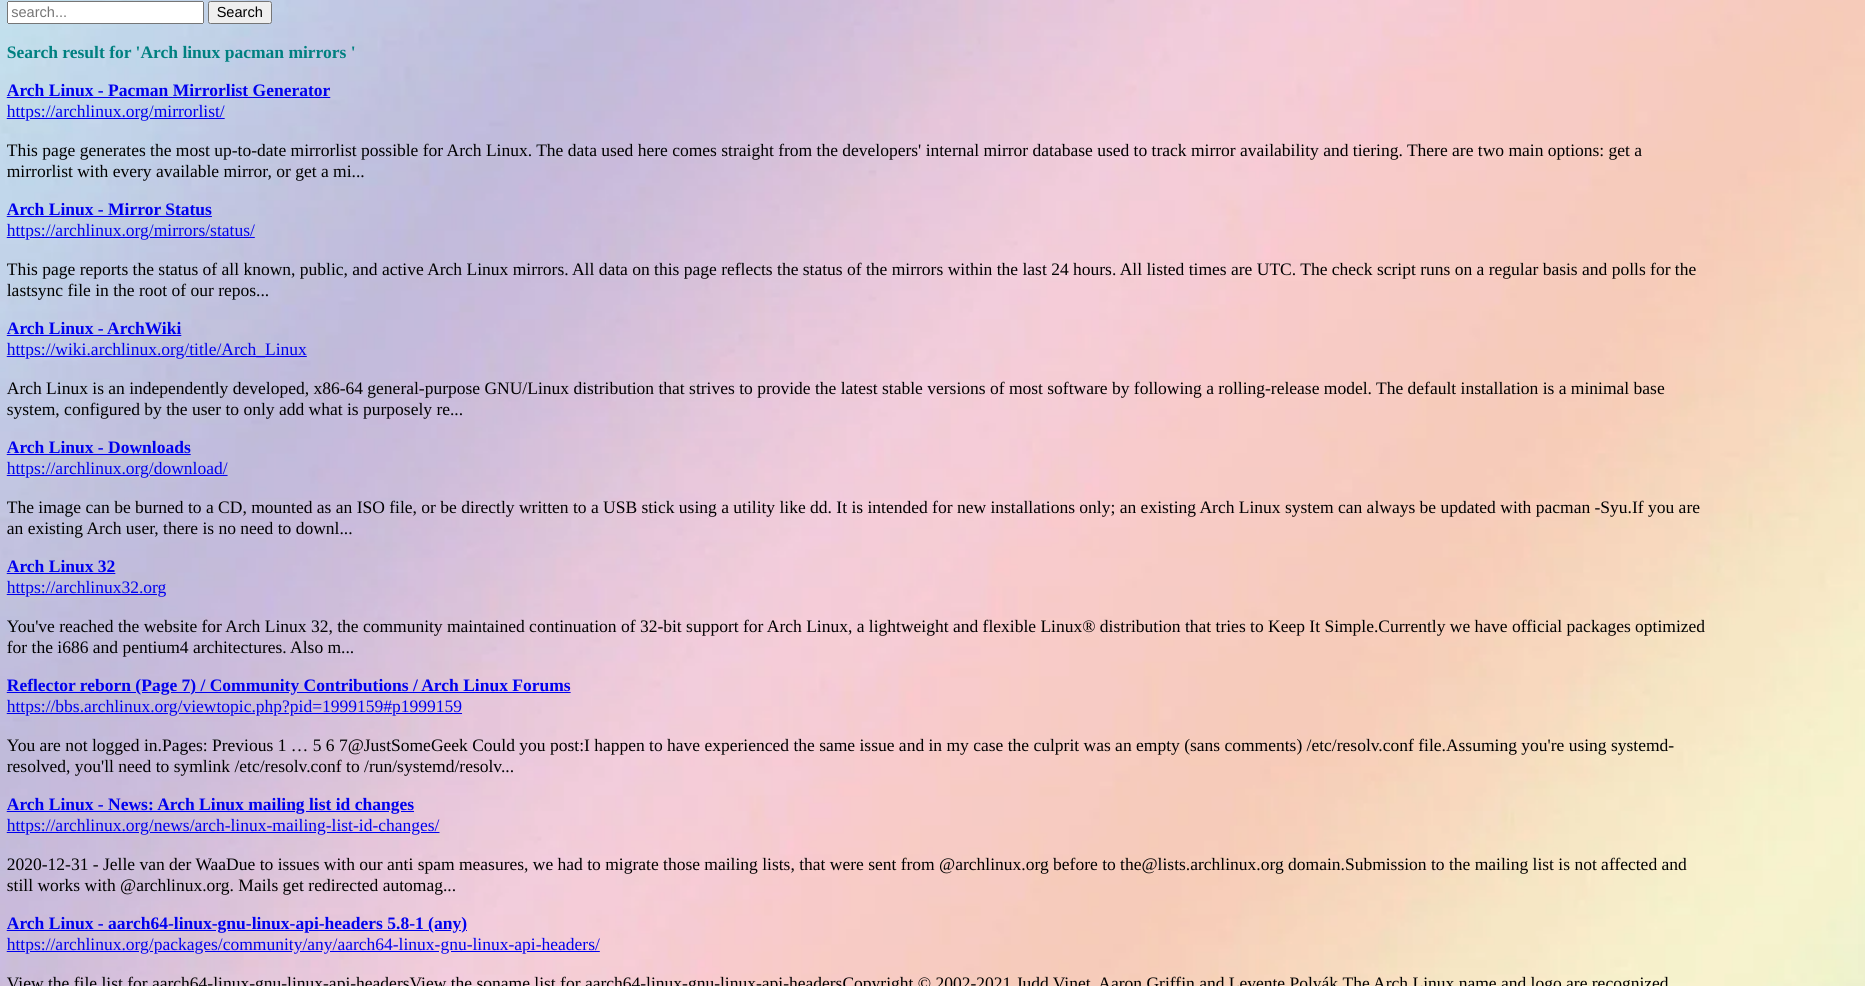 search...
Search
Search result for 'Arch linux pacman mirrors '
Arch Linux - Pacman Mirrorlist Generator
https://archlinux.org/mirrorlist/
This page generates the most up-to-date mirrorlist possible for Arch Linux. The data used here comes straight from the developers' internal mirror database used to track mirror availability and tiering. There are two main options: get a
mirrorlist with every available mirror, or get a mi...
Arch Linux - Mirror Status
https://archlinux.org/mirrors/status/
This page reports the status of all known, public, and active Arch Linux mirrors. All data on this page reflects the status of the mirrors within the last 24 hours. All listed times are UTC. The check script runs on a regular basis and polls for the
lastsync file in the root of our repos...
Arch Linux - ArchWiki
https://wiki.archlinux.org/title/Arch_Linux
Arch Linux is an independently developed, x86-64 general-purpose GNU/Linux distribution that strives to provide the latest stable versions of most software by following a rolling-release model. The default installation is a minimal base
system, configured by the user to only add what is purposely re...
Arch Linux - Downloads
https://archlinux.org/download/
The image can be burned to a CD, mounted as an ISO file, or be directly written to a USB stick using a utility like dd. It is intended for new installations only; an existing Arch Linux system can always be updated with pacman -Syu.If you are
an existing Arch user, there is no need to downl...
Arch Linux 32
https://archlinux32.org
You've reached the website for Arch Linux 32, the community maintained continuation of 32-bit support for Arch Linux, a lightweight and flexible Linux® distribution that tries to Keep It Simple.Currently we have official packages optimized
for the i686 and pentium4 architectures. Also m...
Reflector reborn (Page 7) / Community Contributions / Arch Linux Forums
https://bbs.archlinux.org/viewtopic.php?pid=1999159#p1999159
You are not logged in.Pages: Previous 1 … 5 6 7@JustSomeGeek Could you post:I happen to have experienced the same issue and in my case the culprit was an empty (sans comments) /etc/resolv.conf file.Assuming you're using systemd-
resolved, you'll need to symlink /etc/resolv.conf to /run/systemd/resolv...
Arch Linux - News: Arch Linux mailing list id changes
https://archlinux.org/news/arch-linux-mailing-list-id-changes/
2020-12-31 - Jelle van der WaaDue to issues with our anti spam measures, we had to migrate those mailing lists, that were sent from @archlinux.org before to the@lists.archlinux.org domain.Submission to the mailing list is not affected and
still works with @archlinux.org. Mails get redirected automag...
Arch Linux - aarch64-linux-gnu-linux-api-headers 5.8-1 (any)
https://archlinux.org/packages/community/any/aarch64-linux-gnu-linux-api-headers/
View the file list for aarch64-linux-gnu-linux-api-headersView the soname list for aarch64-linux-gnu-linux-api-headersCopyright © 2002-2021 Judd Vinet, Aaron Griffin and Levente Polyák.The Arch Linux name and logo are recognized